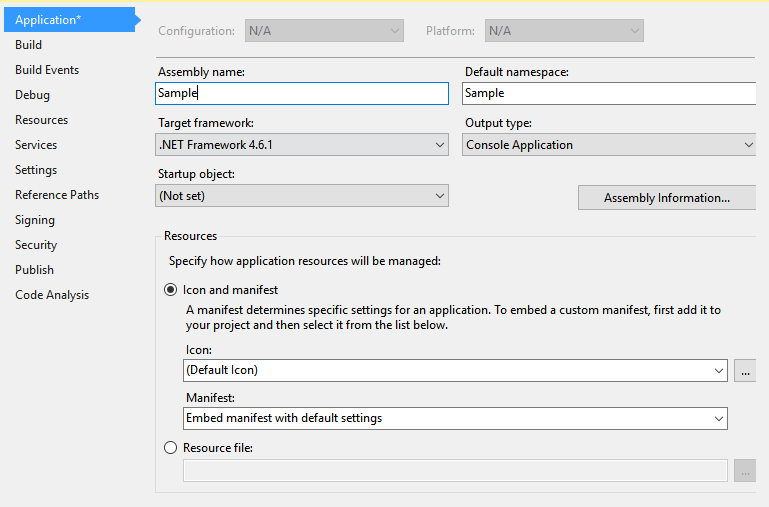 Application*
Build
Build Events
Debug
Resources
Services
Settings
Reference Paths
Signing
Security
Publish
Code Analysis
Configuration: N/A Platform: N/A
Assembly name: Default namespace:
Sample Sample
Target framework: Output type:
.NET Framework 4.6.1 Console Application
Startup object:
(Not set) Assembly Information...
Resources
Specify how application resources will be managed:
Icon and manifest
A manifest determines specific settings for an application. To embed a custom manifest, first add it to
your project and then select it from the list below.
Icon:
(Default Icon) ...
Manifest:
Embed manifest with default settings
Resource file:
...